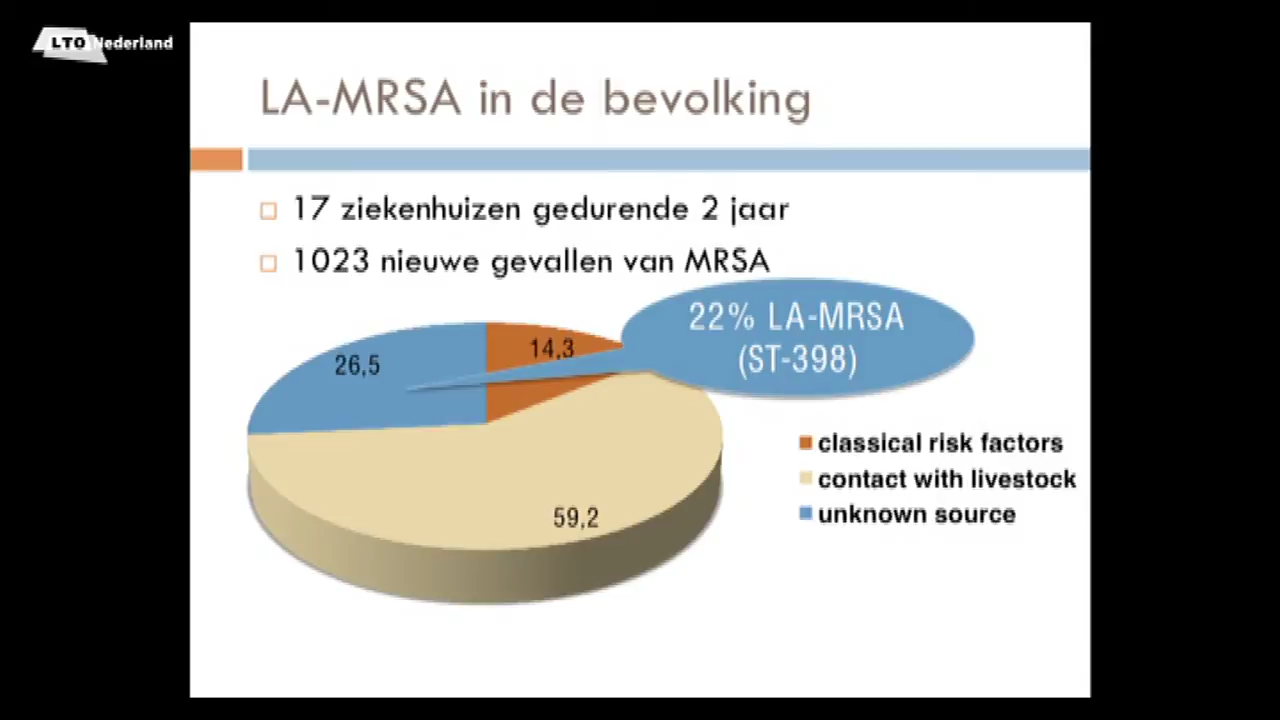 LTO Nederland
LA-MRSA in de bevolking
17 ziekenhuizen gedurende 2 jaar
1023 nieuwe gevallen van MRSA
22% LA-MRSA
(ST-398)
14,3
26,5
59,2
classical risk factors
contact with livestock
unknown source